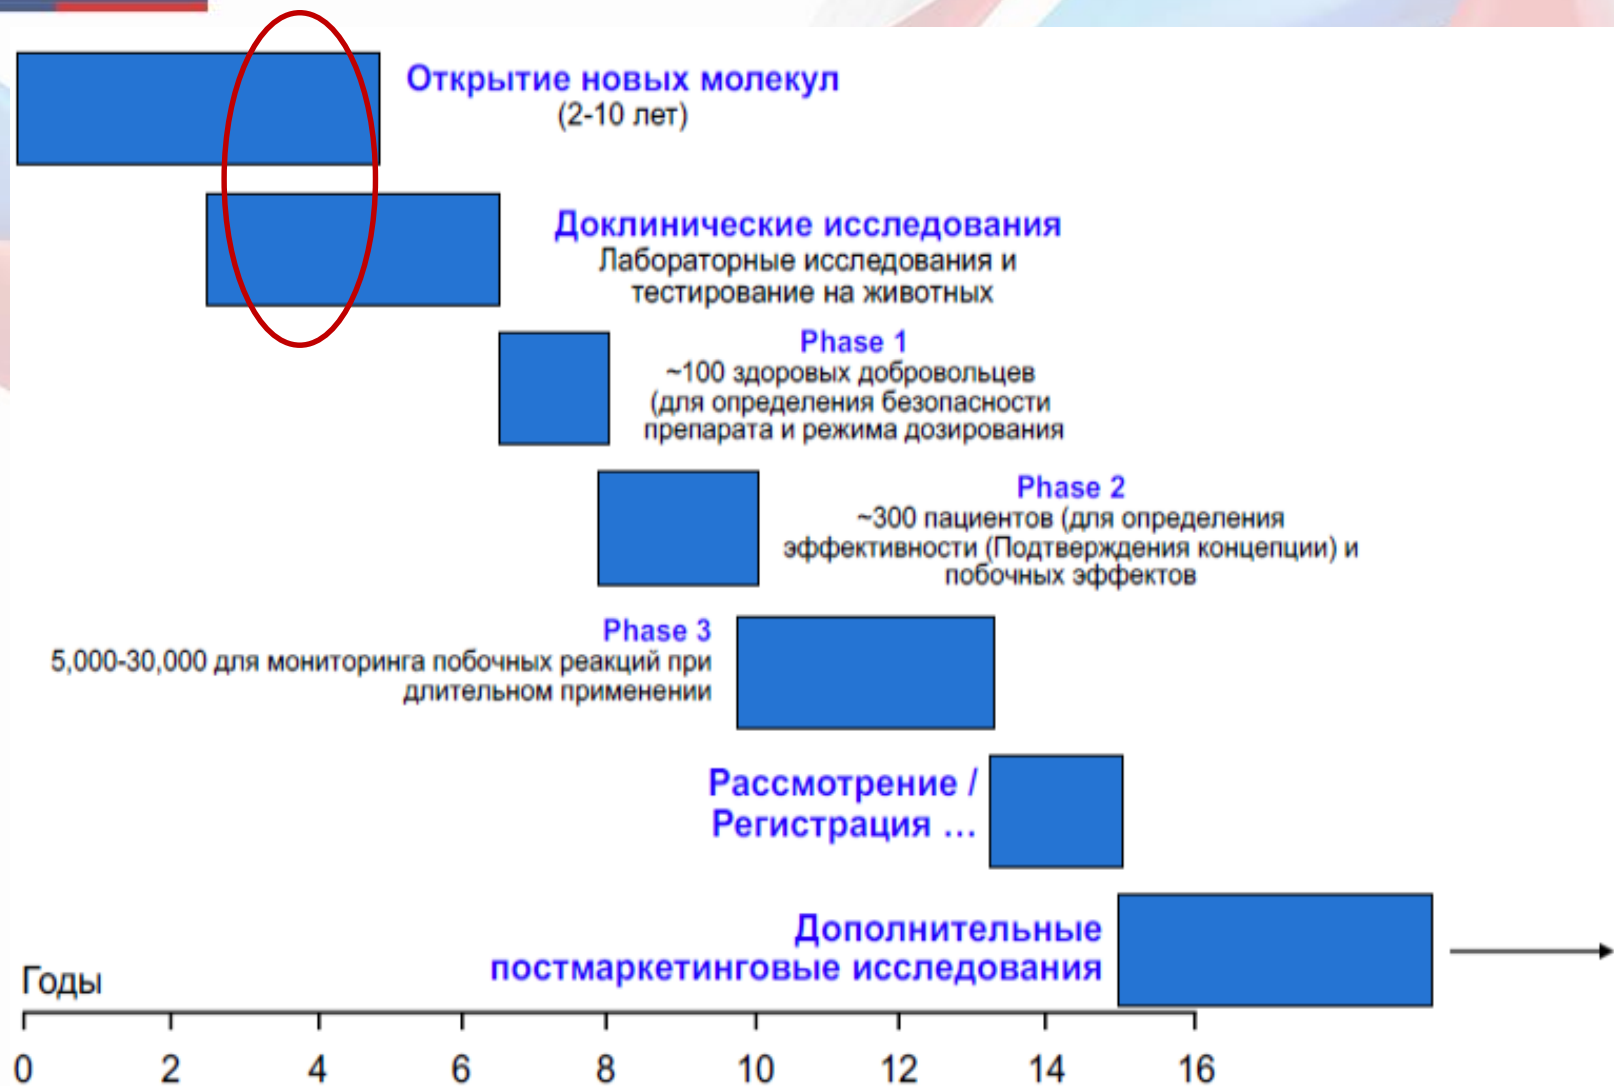 Открытие новых молекул
(2-10 лет)
Доклинические исследования
Лабораторные исследования и
тестирование на животных
Phase 1
~100 здоровых добровольцев
(для определения безопасности
препарата и режима дозирования
Phase 2
~300 пациентов (для определения
эффективности (Подтверждения концепции) и
побочных эффектов
Phase 3
5,000-30,000 для мониторинга побочных реакций при
длительном применении
Рассмотрение /
Регистрация ...
Дополнительные
постмаркетинговые исследования
Годы
0 2 4 6 8 10 12 14 16